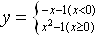 y = { -x-1(x<0)
x²-1(x≥0)